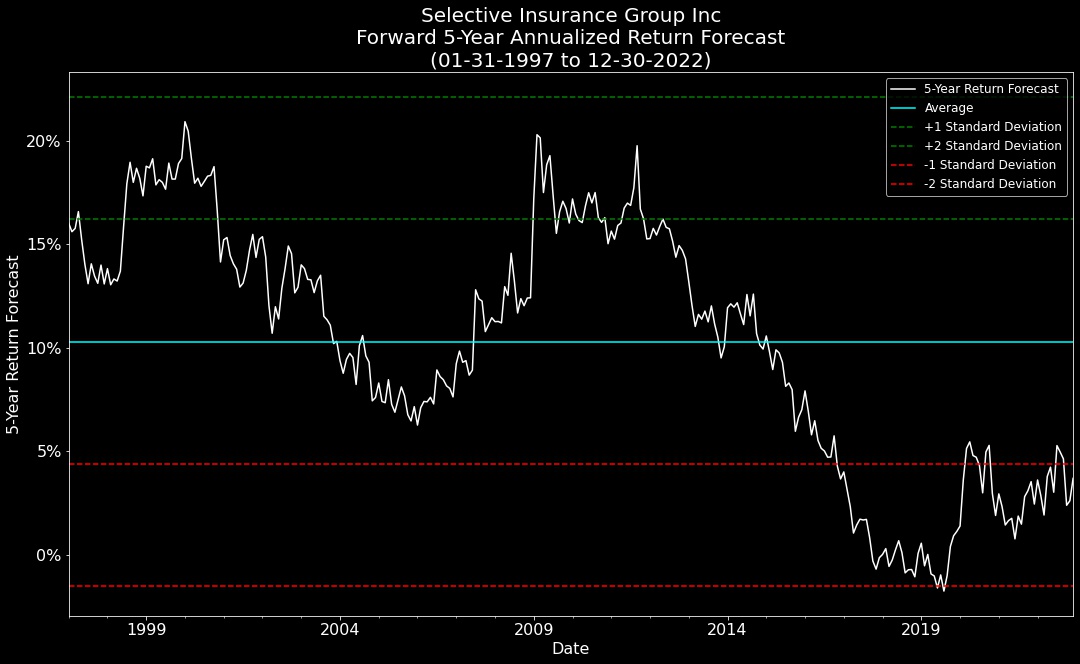 Selective Insurance Group Inc
Forward 5-Year Annualized Return Forecast
(01-31-1997 to 12-30-2022)
5-Year Return Forecast
Average
+1 Standard Deviation
+2 Standard Deviation
-1 Standard Deviation
-2 Standard Deviation
5-Year Return Forecast
20%
15%
10%
5%
0%
1999
2004
2009
2014
2019
Date